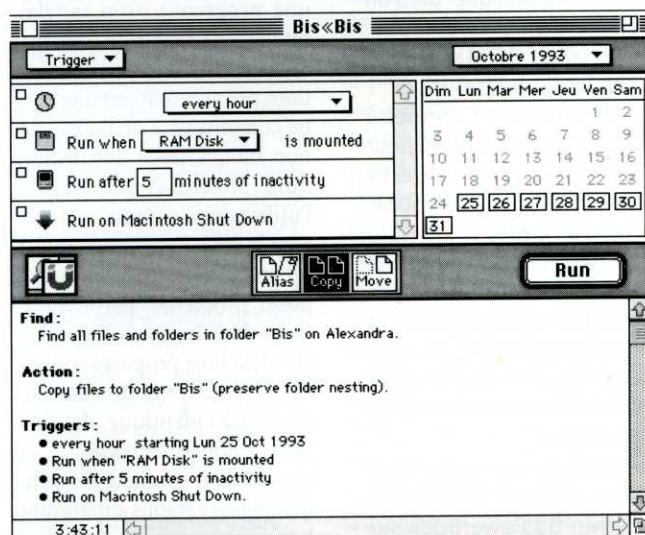 Bis«Bis
Trigger
Octobre 1993
every hour
Run when RAM Disk is mounted
Run after 5 minutes of inactivity
Run on Macintosh Shut Down
Dim Lun Mar Mer Jeu Ven Sam
1 2
3 4 5 6 7 8 9
10 11 12 13 14 15 16
17 18 19 20 21 22 23
24 25 26 27 28 29 30
31
Alias Copy Move
Run
Find:
Find all files and folders in folder "Bis" on Alexandra.
Action:
Copy files to folder "Bis" (preserve folder nesting).
Triggers:
• every hour starting Lun 25 Oct 1993
• Run when "RAM Disk" is mounted
• Run after 5 minutes of inactivity
• Run on Macintosh Shut Down.
3:43:11